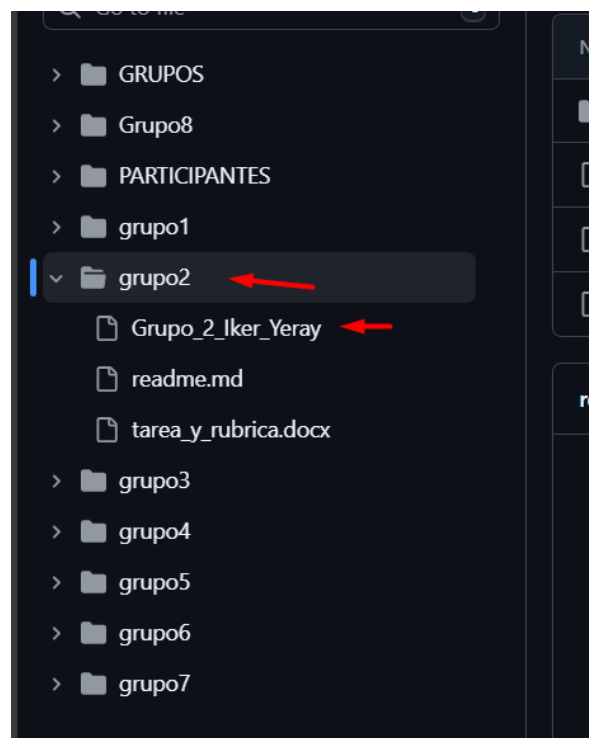 Go to file
GRUPOS
Grupo8
PARTICIPANTES
grupo1
grupo2
Grupo_2_Iker_Yeray
readme.md
tarea_y_rubrica.docx
grupo3
grupo4
grupo5
grupo6
grupo7